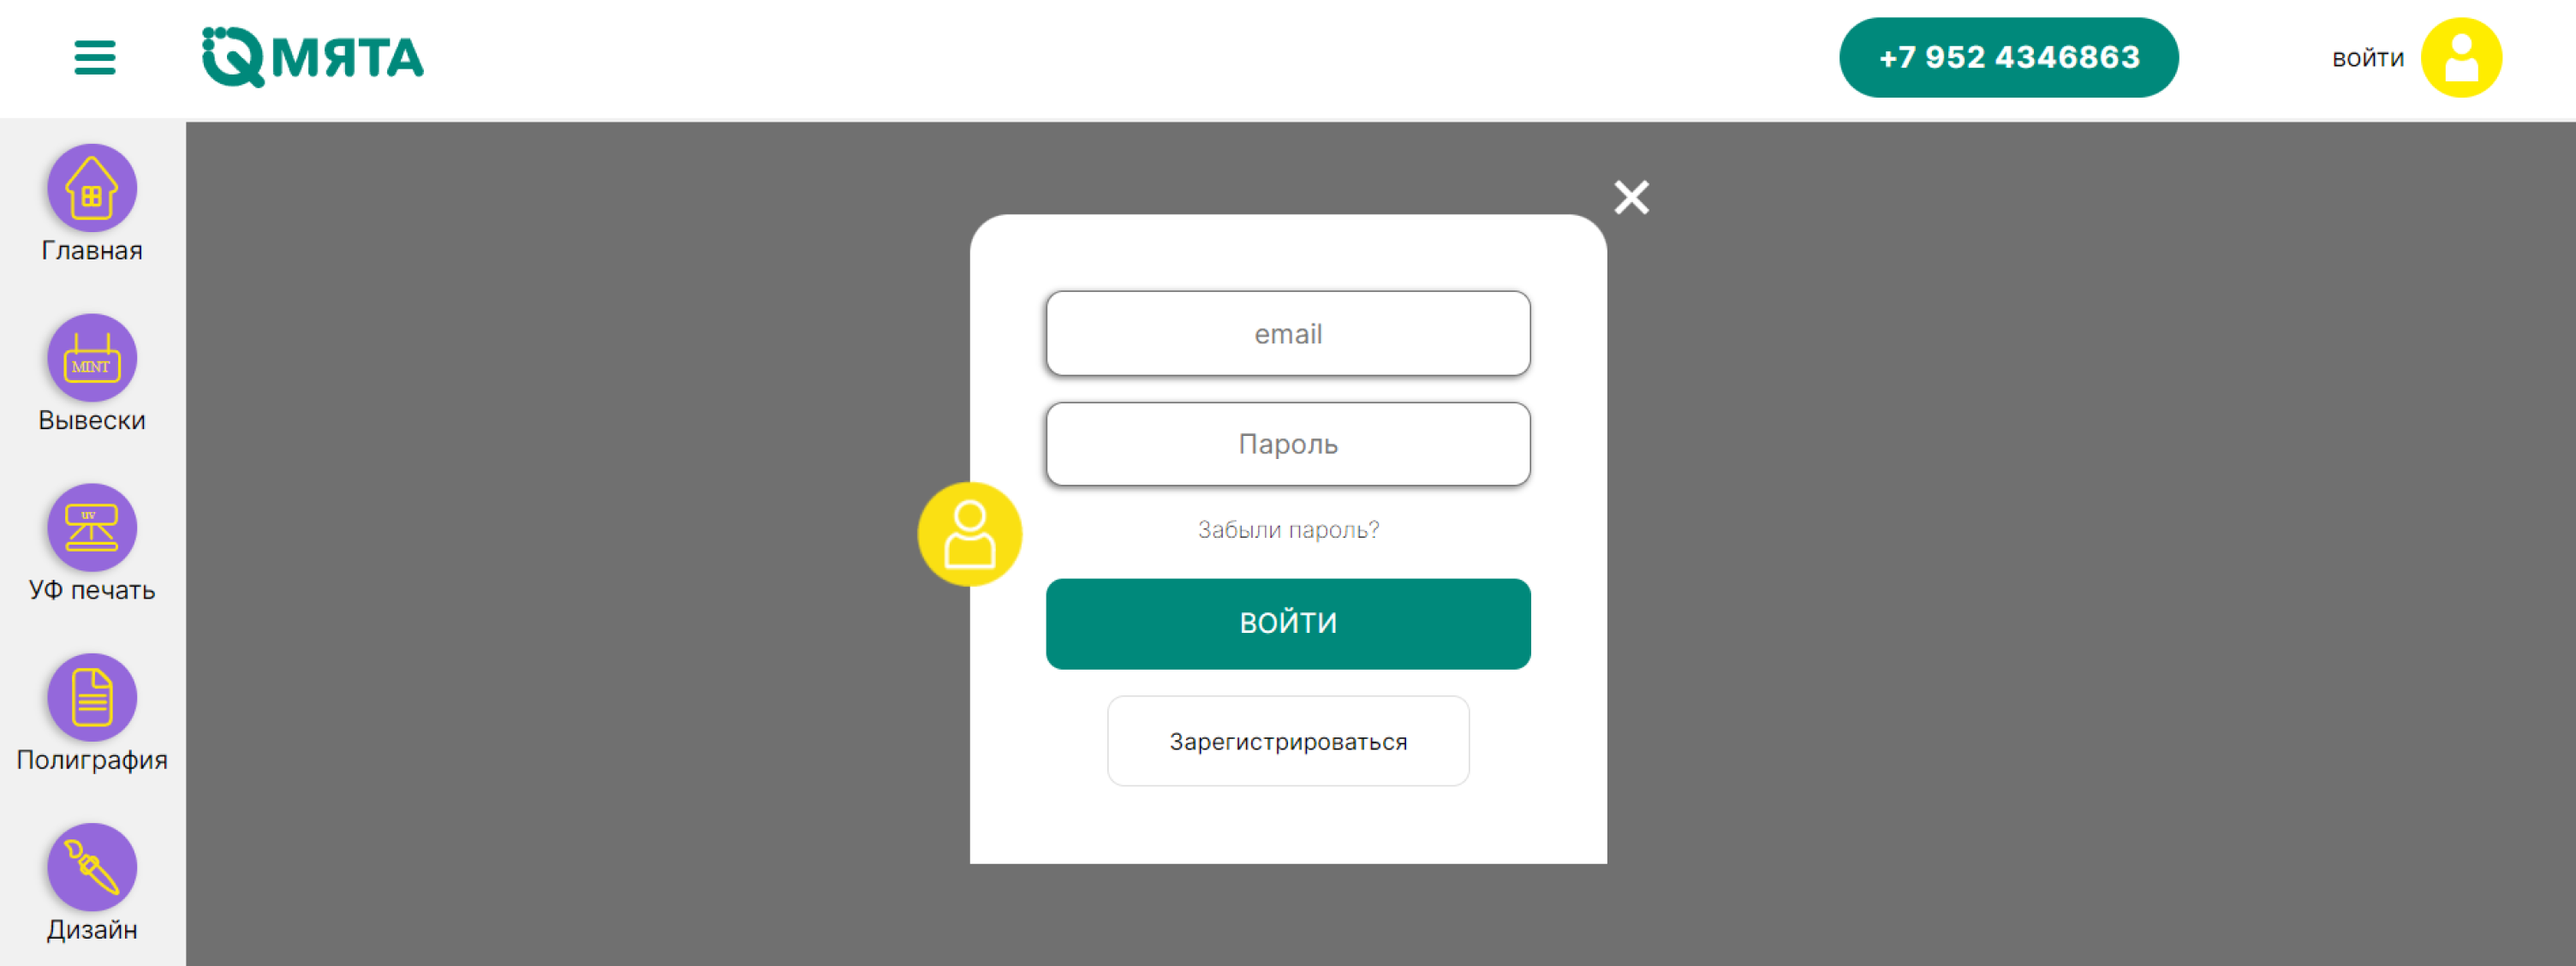 МЯТА
+7 952 4346863
войти
Главная
MINT
Вывески
uv
УФ печать
Полиграфия
Дизайн
email
Пароль
Забыли пароль?
ВОЙТИ
Зарегистрироваться